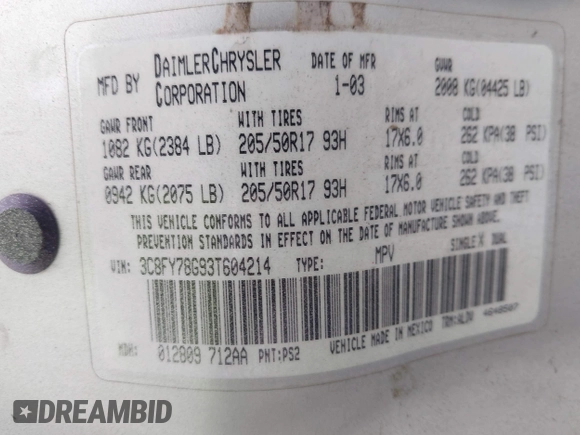 MFD BY DAIMLERCHRYSLER CORPORATION DATE OF MFR 1-03 GVWR 2008 KG(04425 LB)
GAWR FRONT WITH TIRES RIMS AT COLD
1082 KG(2384 LB) 205/50R17 93H 17X6.0 262 KPA(38 PSI)
GAWR REAR WITH TIRES RIMS AT COLD
0942 KG(2075 LB) 205/50R17 93H 17X6.0 262 KPA(38 PSI)
THIS VEHICLE CONFORMS TO ALL APPLICABLE FEDERAL MOTOR VEHICLE SAFETY AND THEFT
PREVENTION STANDARDS IN EFFECT ON THE DATE OF MANUFACTURE SHOWN ABOVE.
VIN: 3C8FY78G93T604214 TYPE: MPV SINGLE X DUAL
MDH: 012809 712AA PNT:PS2 VEHICLE MADE IN MEXICO TRM:ALDV
DREAMBID